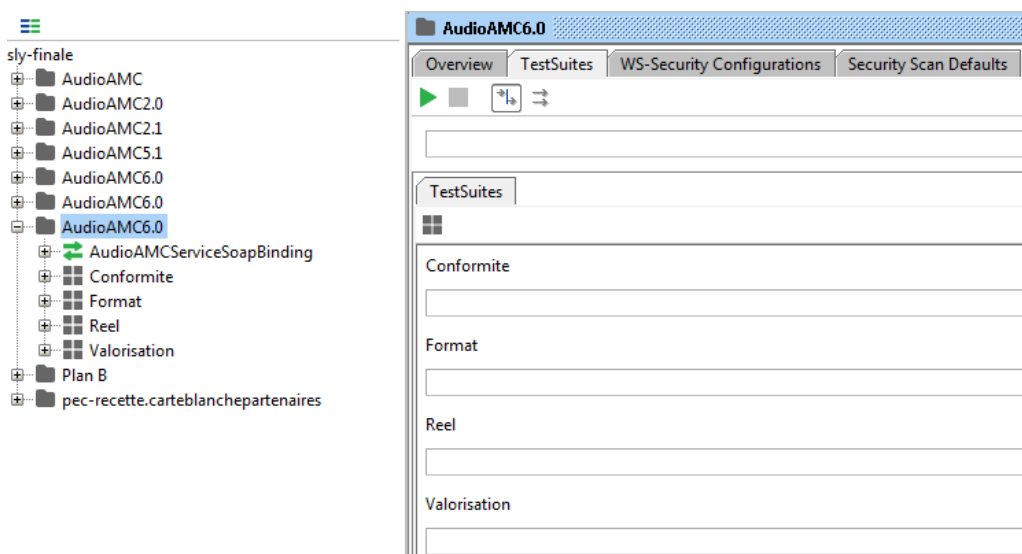 sly-finale
AudioAMC
AudioAMC2.0
AudioAMC2.1
AudioAMC5.1
AudioAMC6.0
AudioAMC6.0
AudioAMC6.0
AudioAMCServiceSoapBinding
Conformite
Format
Reel
Valorisation
Plan B
pec-recette.carteblanchepartenaires
AudioAMC6.0
Overview TestSuites WS-Security Configurations Security Scan Defaults
TestSuites
Conformite
Format
Reel
Valorisation